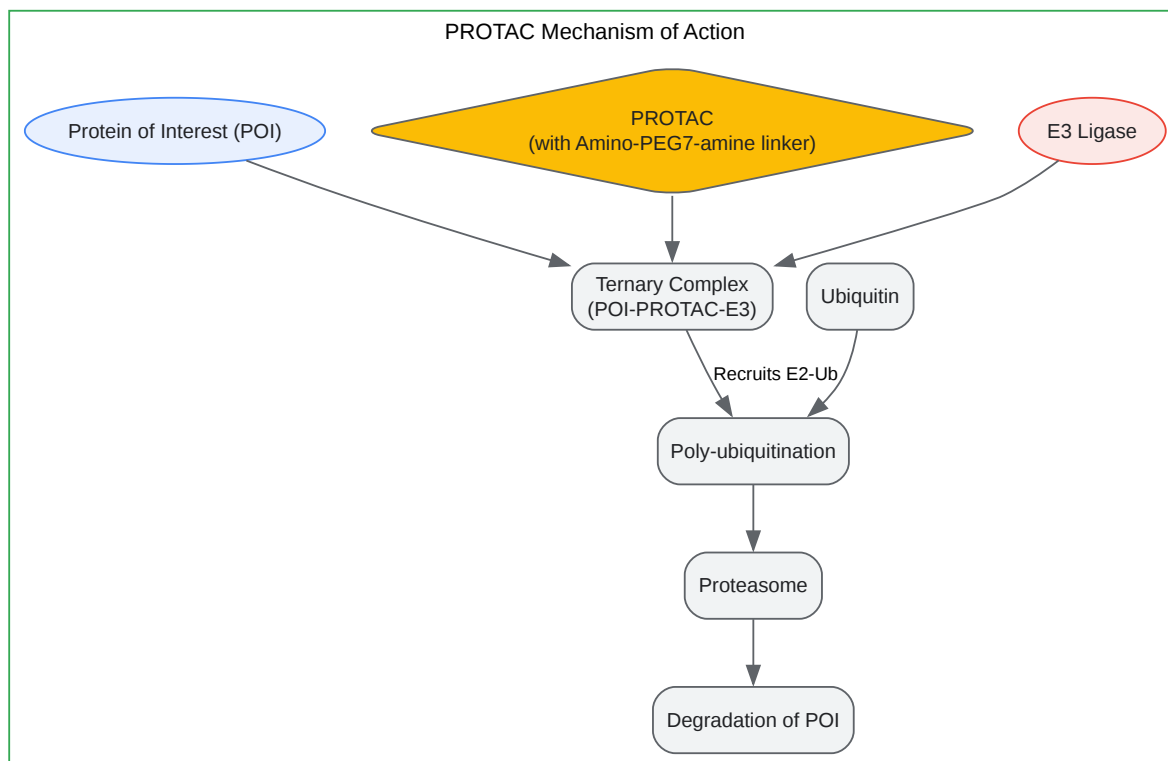 PROTAC Mechanism of Action
Protein of Interest (POI)
PROTAC
(with Amino-PEG7-amine linker)
E3 Ligase
Ternary Complex
(POI-PROTAC-E3)
Ubiquitin
Recruits E2-Ub
Poly-ubiquitination
Proteasome
Degradation of POI